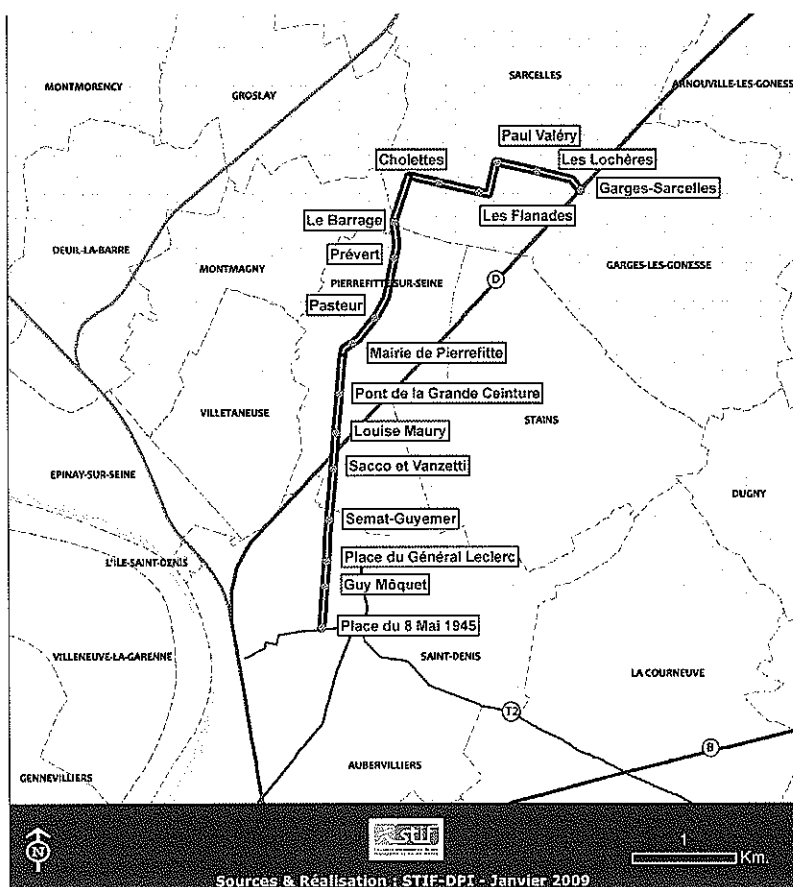 SARCELLES
ARNOUVILLE-LES-GONESSE
MONTMORENCY
GROSLAY
Paul Valéry
Cholettes
Les Lochères
Garges-Sarcelles
Le Barrage
Les Flanades
DEUIL-LA-BARRE
Prévert
MONTMAGNY
GARGES-LES-GONESSE
PIERREFITTE-SUR-SEINE
D
Pasteur
Mairie de Pierrefitte
Pont de la Grande Ceinture
VILLETANEUSE
STAINS
Louise Maury
EPINAY-SUR-SEINE
Sacco et Vanzetti
DUGNY
Semat-Guyemer
L'ILE-SAINT-DENIS
Place du Général Leclerc
Guy Môquet
Place du 8 Mai 1945
VILLENEUVE-LA-GARENNE
SAINT-DENIS
LA COURNEUVE
T2
B
AUBERVILLIERS
GENNEVILLIERS
N
stif
1
Km.
Sources & Réalisation : STIF-DPI - Janvier 2009